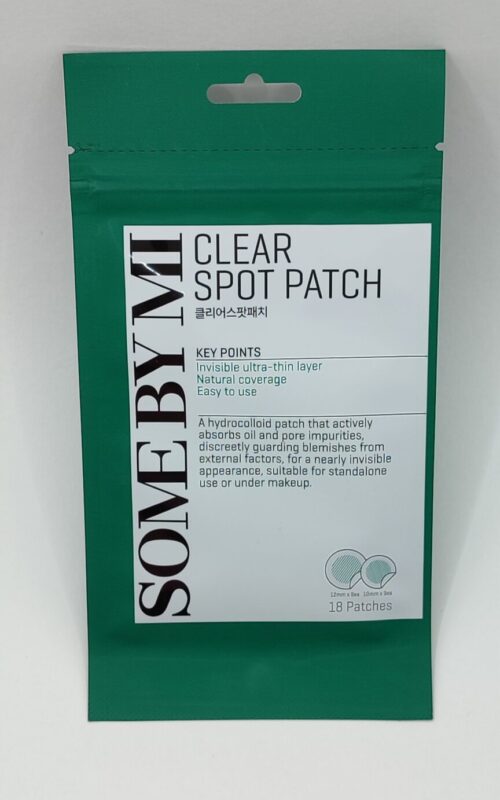 SOME BY MI
CLEAR
SPOT PATCH
클리어스팟패치
KEY POINTS
Invisible ultra-thin layer
Natural coverage
Easy to use
A hydrocolloid patch that actively
absorbs oil and pore impurities,
discreetly guarding blemishes from
external factors, for a nearly invisible
appearance, suitable for standalone
use or under makeup.
18 Patches